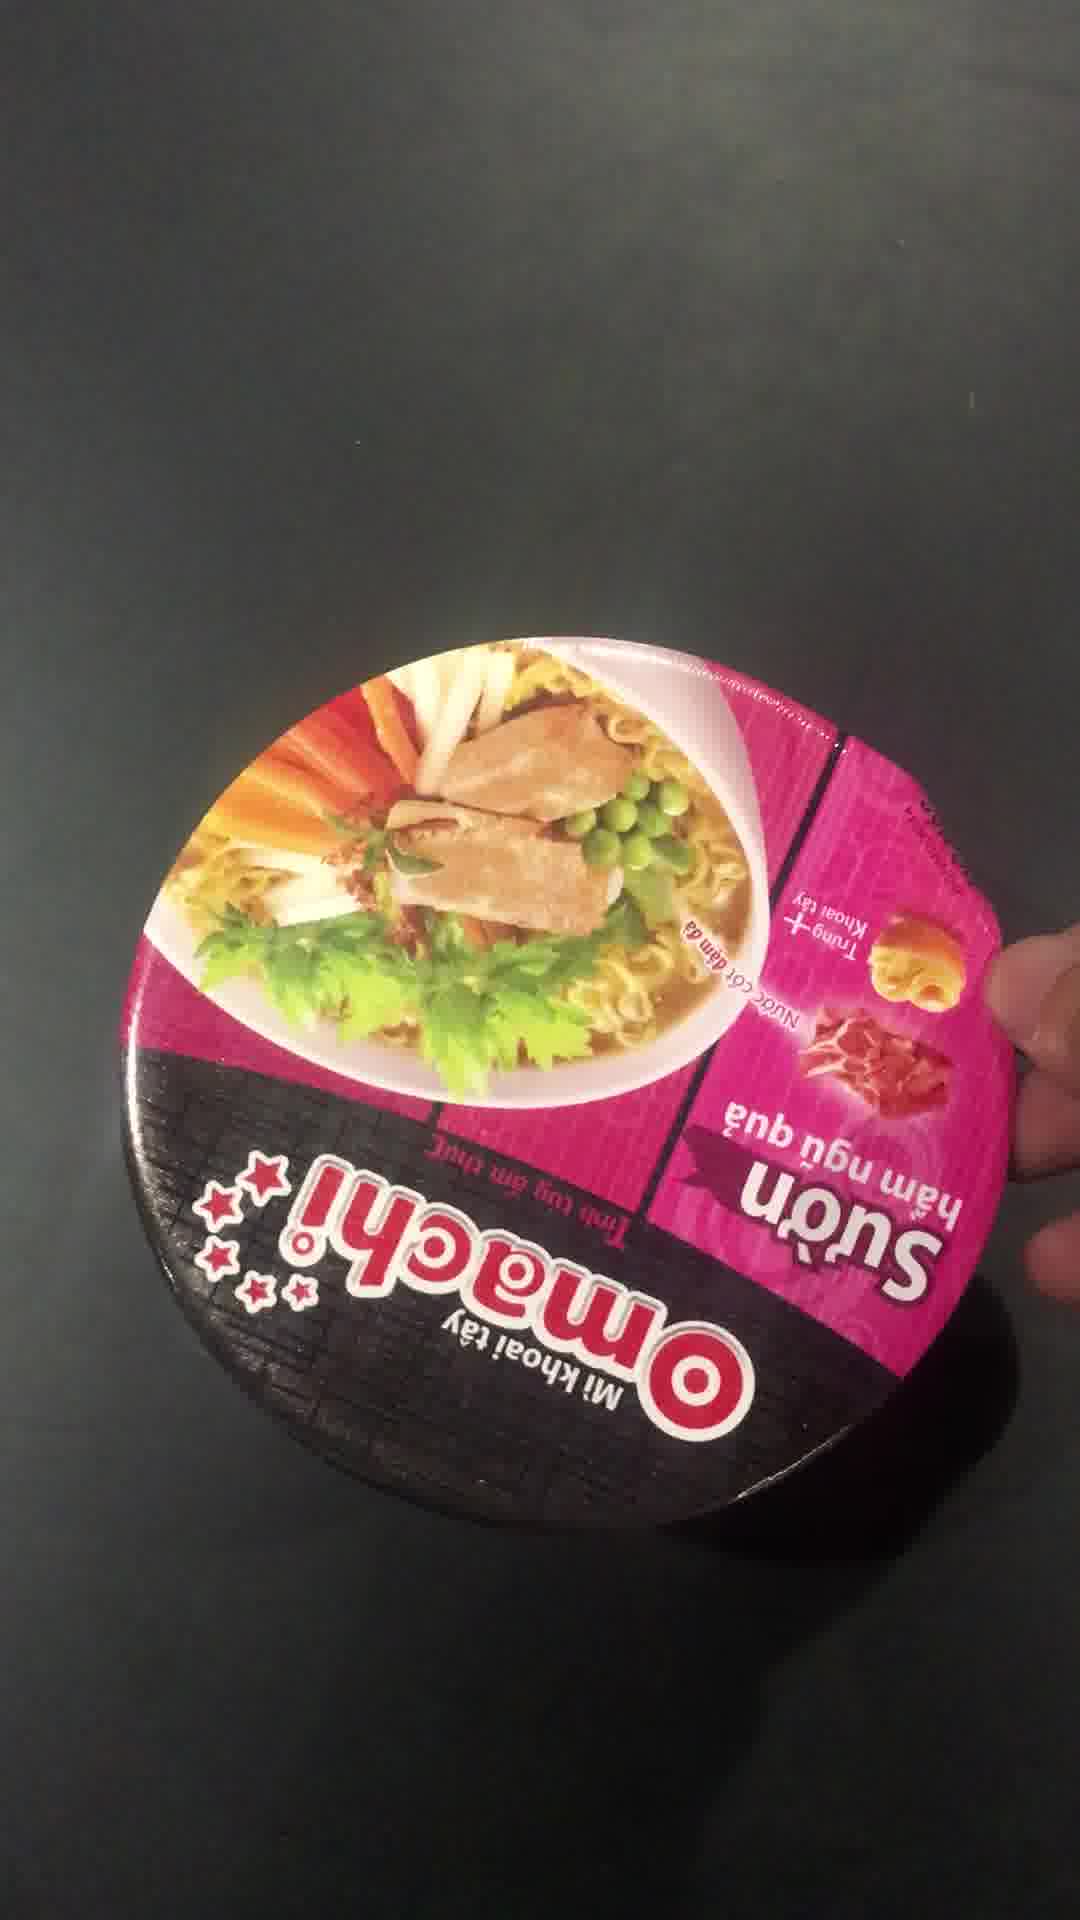 Mì khoai tây
Omachi
Tinh túy ẩm thực
Sườn
hầm ngũ quả
Nước cốt đậm đà
Trứng +
Khoai tây